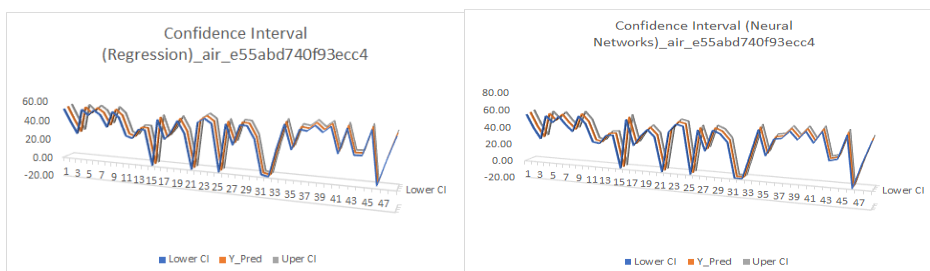 Confidence Interval
(Regression)_air_e55abd740f93ecc4
60.00
40.00
20.00
0.00
-20.00
1 3 5 7 9 11 13 15 17 19 21 23 25 27 29 31 33 35 37 39 41 43 45 47
Lower CI
Lower CI Y_Pred Uper CI
Confidence Interval (Neural
Networks)_air_e55abd740f93ecc4
80.00
60.00
40.00
20.00
0.00
-20.00
1 3 5 7 9 11 13 15 17 19 21 23 25 27 29 31 33 35 37 39 41 43 45 47
Lower CI
Lower CI Y_Pred Uper CI